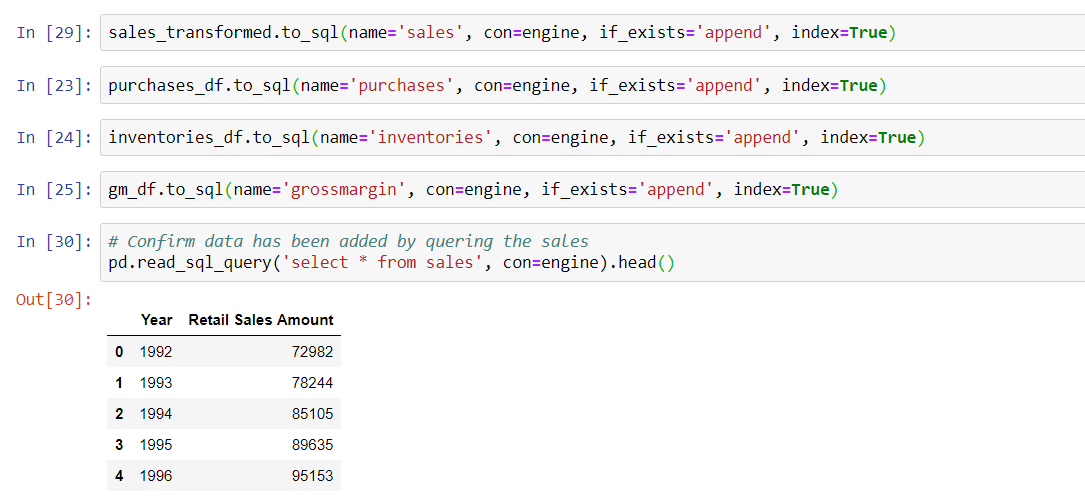 In [29]: sales_transformed.to_sql(name='sales', con=engine, if_exists='append', index=True)
In [23]: purchases_df.to_sql(name='purchases', con=engine, if_exists='append', index=True)
In [24]: inventories_df.to_sql(name='inventories', con=engine, if_exists='append', index=True)
In [25]: gm_df.to_sql(name='grossmargin', con=engine, if_exists='append', index=True)
In [30]: # Confirm data has been added by quering the sales
pd.read_sql_query('select * from sales', con=engine).head()
Out[30]:
Year Retail Sales Amount
0 1992 72982
1 1993 78244
2 1994 85105
3 1995 89635
4 1996 95153